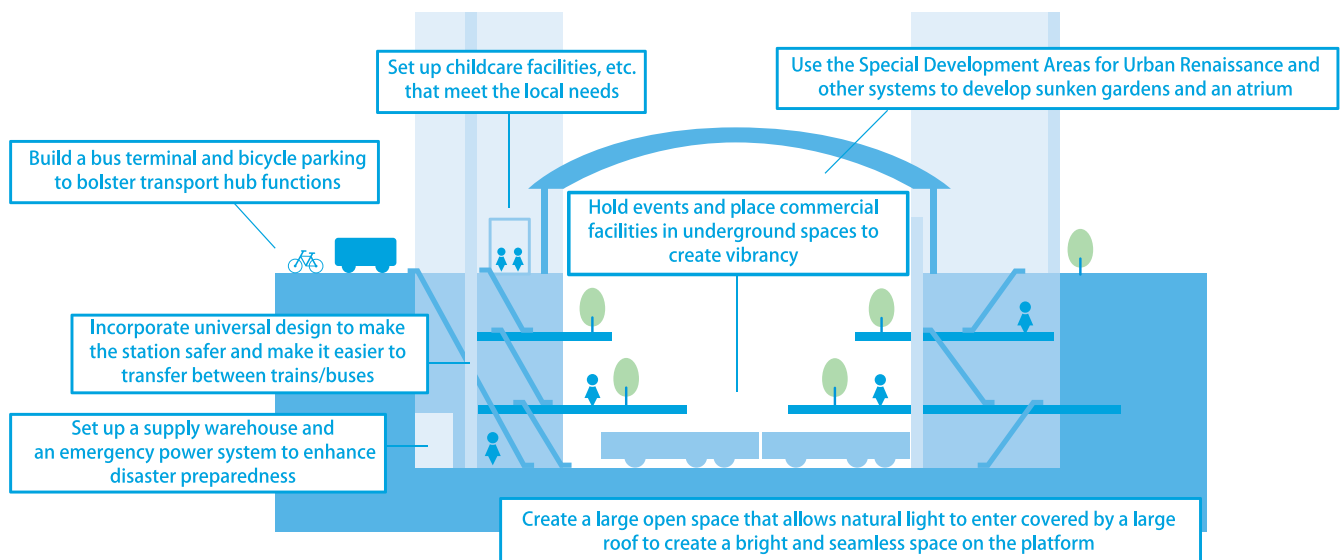 Set up childcare facilities, etc.
that meet the local needs
Use the Special Development Areas for Urban Renaissance and
other systems to develop sunken gardens and an atrium
Build a bus terminal and bicycle parking
to bolster transport hub functions
Hold events and place commercial
facilities in underground spaces to
create vibrancy
Incorporate universal design to make
the station safer and make it easier to
transfer between trains/buses
Set up a supply warehouse and
an emergency power system to enhance
disaster preparedness
Create a large open space that allows natural light to enter covered by a large
roof to create a bright and seamless space on the platform